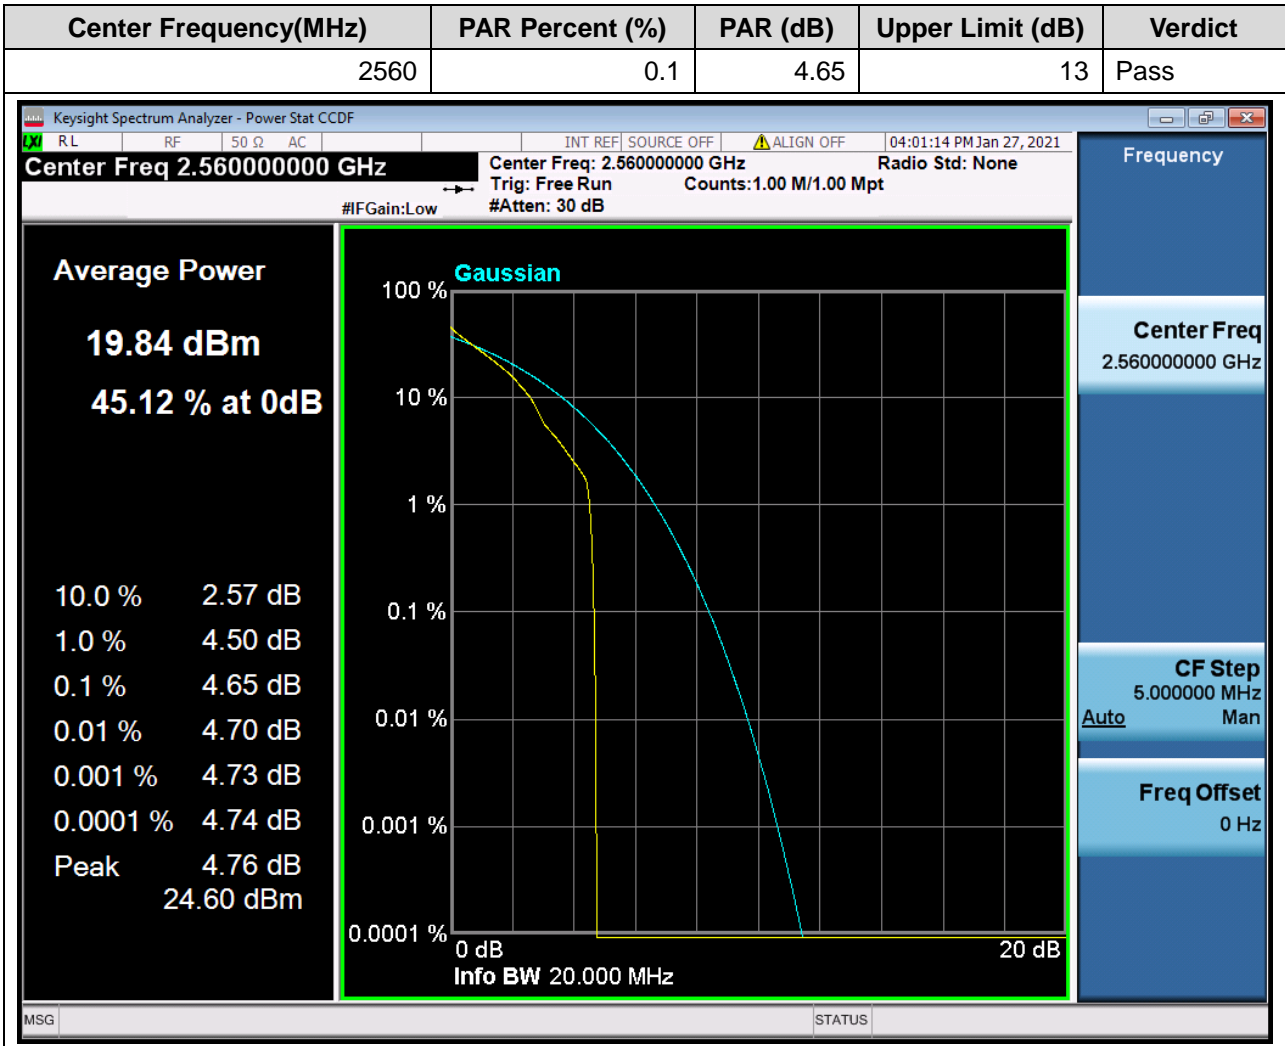 Center Frequency(MHz) PAR Percent (%) PAR (dB) Upper Limit (dB) Verdict
2560 0.1 4.65 13 Pass
Keysight Spectrum Analyzer - Power Stat CCDF
LXI RL RF 50 Ω AC INT REF SOURCE OFF ALIGN OFF 04:01:14 PM Jan 27, 2021
Center Freq 2.560000000 GHz
#IFGain:Low
Center Freq: 2.560000000 GHz Radio Std: None
Trig: Free Run Counts:1.00 M/1.00 Mpt
#Atten: 30 dB
Average Power
19.84 dBm
45.12 % at 0dB
10.0 % 2.57 dB
1.0 % 4.50 dB
0.1 % 4.65 dB
0.01 % 4.70 dB
0.001 % 4.73 dB
0.0001 % 4.74 dB
Peak 4.76 dB
24.60 dBm
Gaussian
100 %
10 %
1 %
0.1 %
0.01 %
0.001 %
0.0001 %
0 dB 20 dB
Info BW 20.000 MHz
Frequency
Center Freq
2.560000000 GHz
CF Step
5.000000 MHz
Auto Man
Freq Offset
0 Hz
MSG STATUS